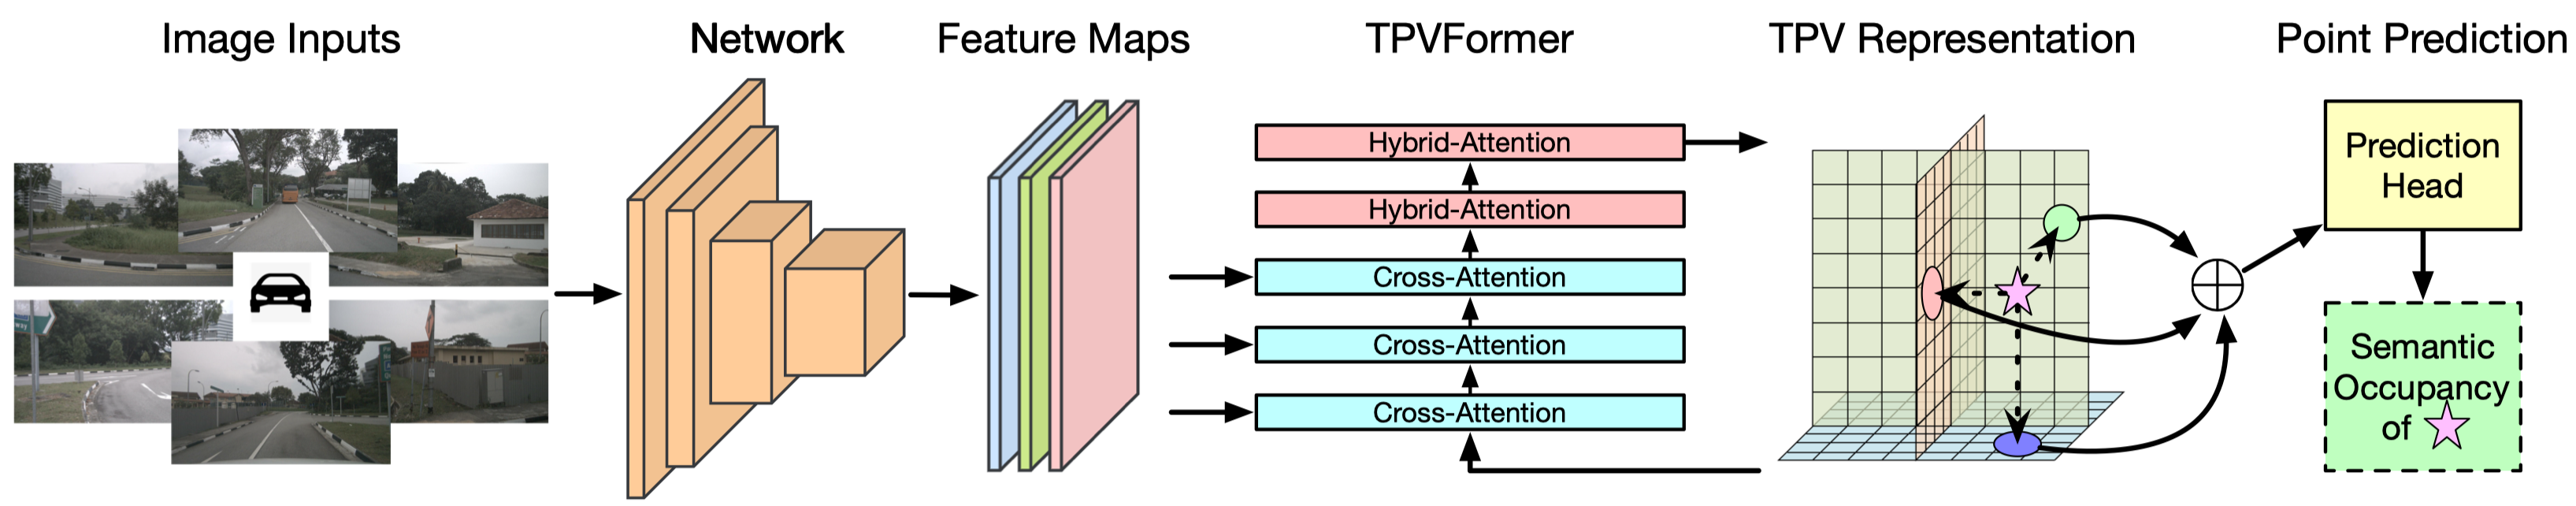 Image Inputs
Network
Feature Maps
TPVFormer
TPV Representation
Point Prediction
Hybrid-Attention
Hybrid-Attention
Cross-Attention
Cross-Attention
Cross-Attention
Prediction
Head
Semantic
Occupancy
of